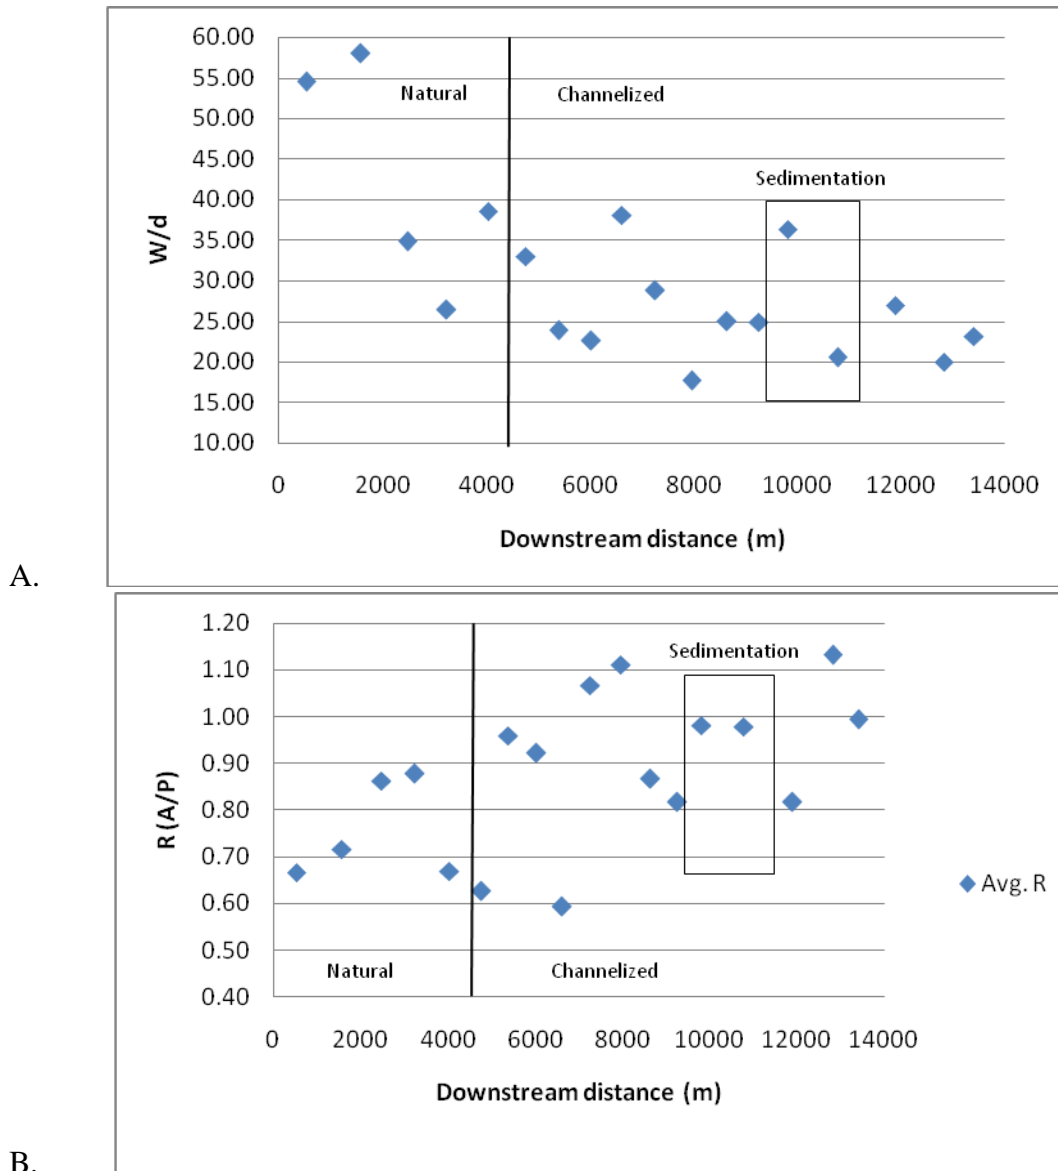 60.00
55.00
50.00
45.00
40.00
35.00
30.00
25.00
20.00
15.00
10.00
W/d
Natural Channelized
Sedimentation
0 2000 4000 6000 8000 10000 12000 14000
Downstream distance (m)
A.
1.20
1.10
1.00
0.90
0.80
0.70
0.60
0.50
0.40
R (A/P)
Sedimentation
Avg. R
Natural Channelized
0 2000 4000 6000 8000 10000 12000 14000
Downstream distance (m)
B.